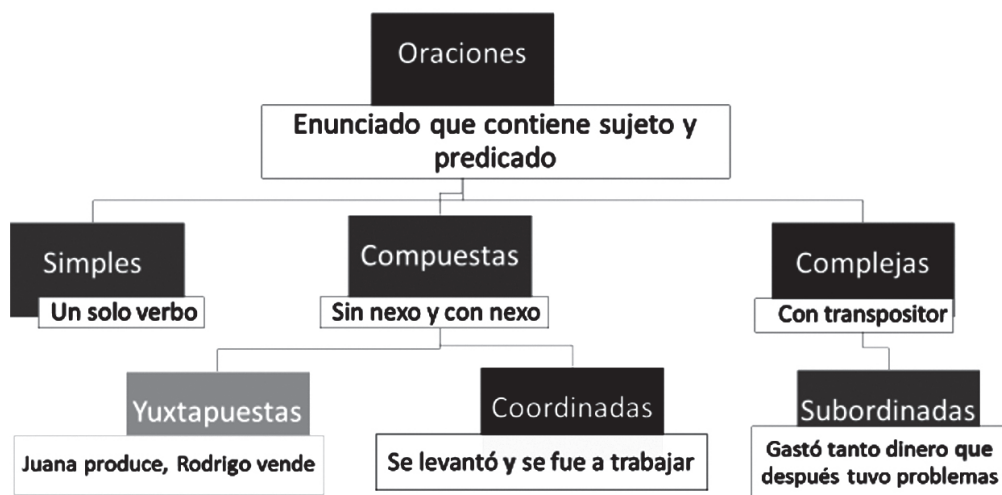 Oraciones
Enunciado que contiene sujeto y
predicado
Simples
Un solo verbo
Compuestas
Sin nexo y con nexo
Complejas
Con transpositor
Yuxtapuestas
Juana produce, Rodrigo vende
Coordinadas
Se levantó y se fue a trabajar
Subordinadas
Gastó tanto dinero que
después tuvo problemas